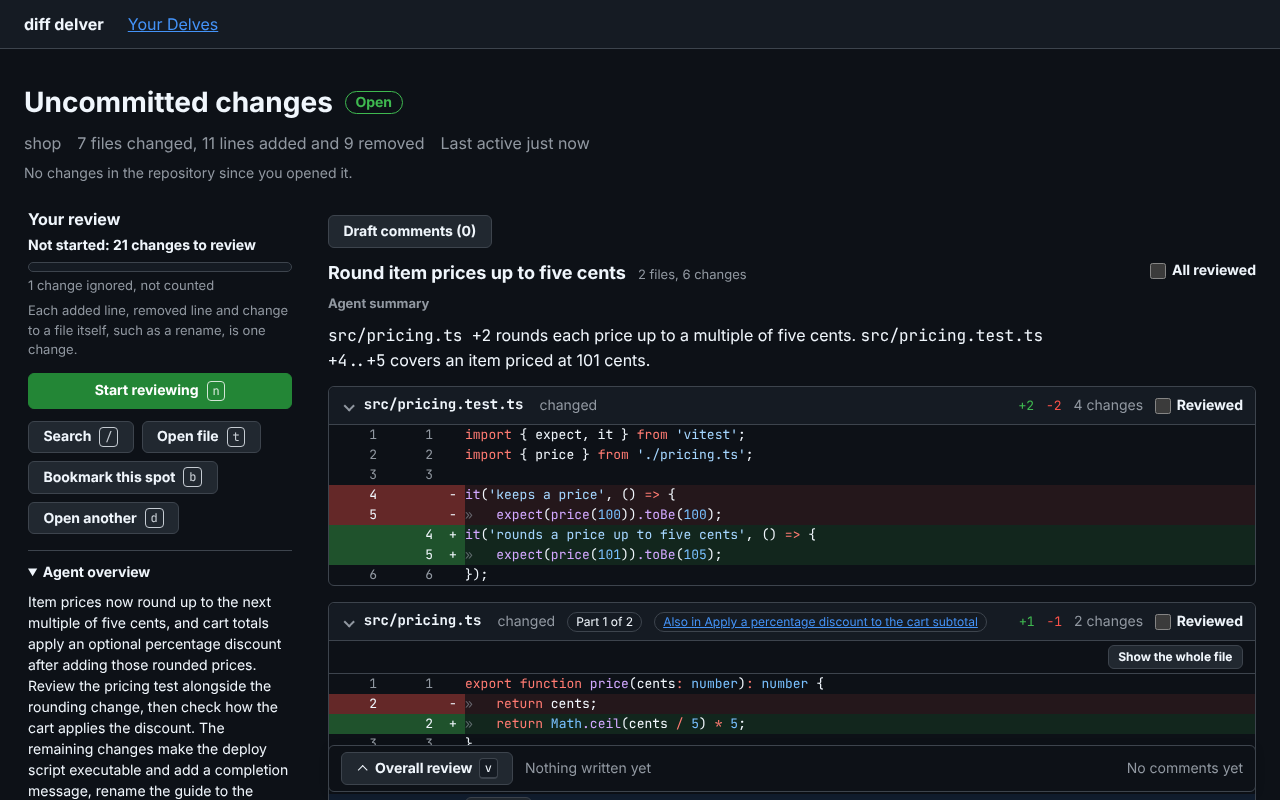 diff delver Your Delves
Uncommitted changes Open
shop 7 files changed, 11 lines added and 9 removed Last active just now
No changes in the repository since you opened it.
Your review
Not started: 21 changes to review
1 change ignored, not counted
Each added line, removed line and change
to a file itself, such as a rename, is one
change.
Start reviewing n
Search / Open file t
Bookmark this spot b
Open another d
▼ Agent overview
Item prices now round up to the next
multiple of five cents, and cart totals
apply an optional percentage discount
after adding those rounded prices.
Review the pricing test alongside the
rounding change, then check how the
cart applies the discount. The
remaining changes make the deploy
script executable and add a completion
message, rename the guide to the
Draft comments (0)
Round item prices up to five cents 2 files, 6 changes All reviewed
Agent summary
src/pricing.ts +2 rounds each price up to a multiple of five cents. src/pricing.test.ts
+4..+5 covers an item priced at 101 cents.
src/pricing.test.ts changed +2 -2 4 changes Reviewed
1 1 import { expect, it } from 'vitest';
2 2 import { price } from './pricing.ts';
3 3
4 - it('keeps a price', () => {
5 - » expect(price(100)).toBe(100);
4 + it('rounds a price up to five cents', () => {
5 + » expect(price(101)).toBe(105);
6 6 });
src/pricing.ts changed Part 1 of 2 Also in Apply a percentage discount to the cart subtotal +1 -1 2 changes Reviewed
Show the whole file
1 1 export function price(cents: number): number {
2 - » return cents;
2 + » return Math.ceil(cents / 5) * 5;
3 3 }
Overall review v Nothing written yet No comments yet